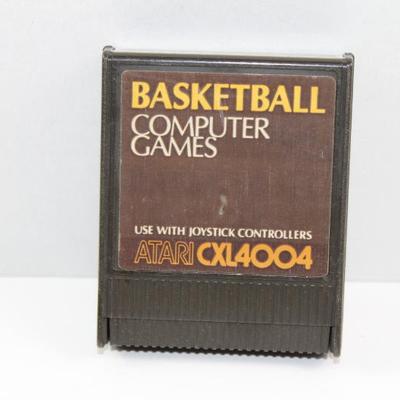 BASKETBALL
COMPUTER
GAMES
USE WITH JOYSTICK CONTROLLERS
ATARI CXL4004